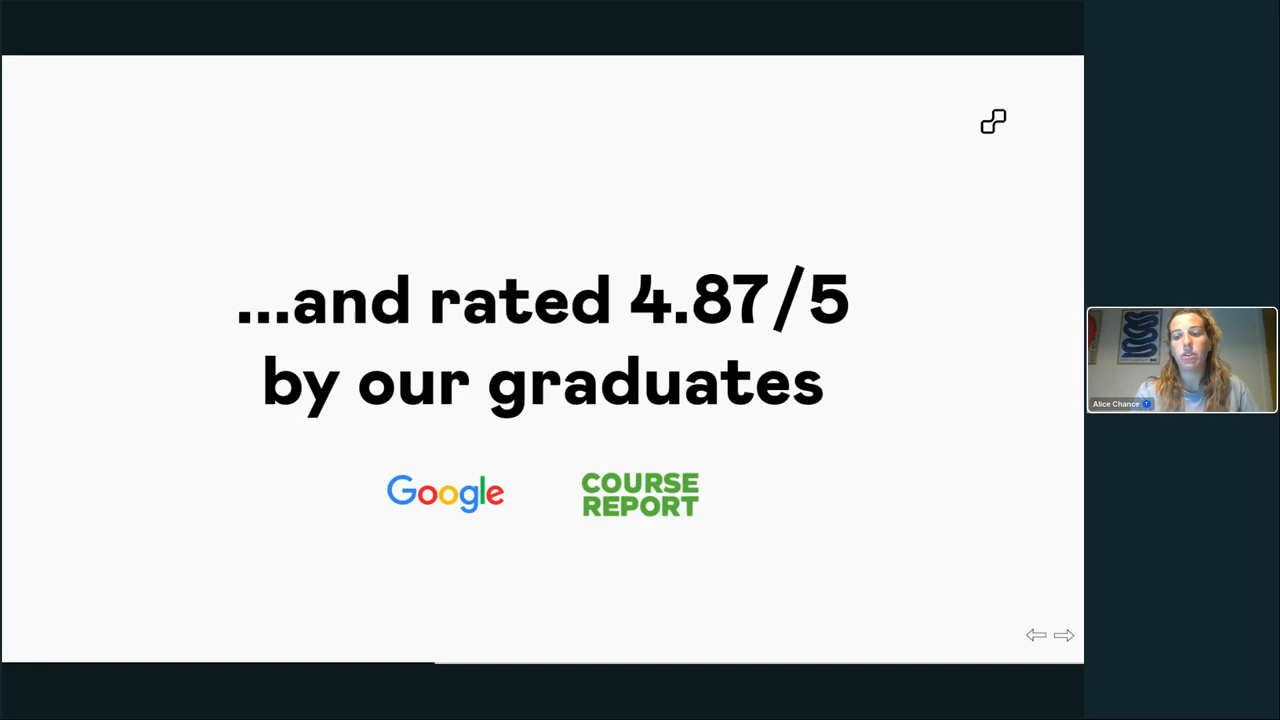 ...and rated 4.87/5
by our graduates
Google
COURSE
REPORT
Alice Chance